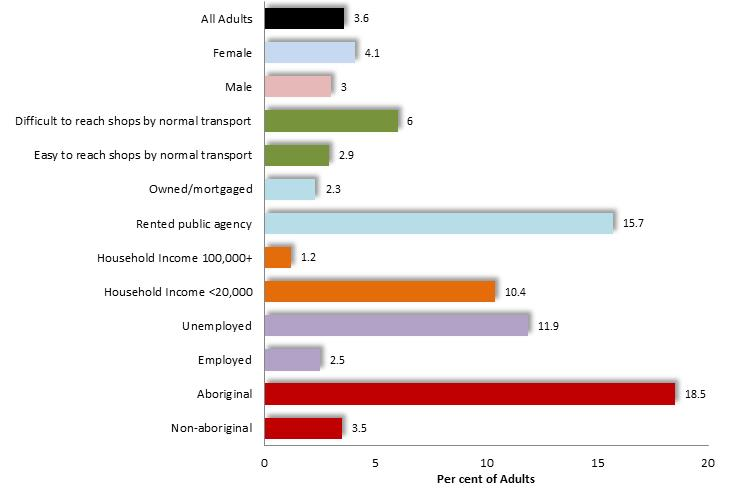 All Adults 3.6
Female 4.1
Male 3
Difficult to reach shops by normal transport 6
Easy to reach shops by normal transport 2.9
Owned/mortgaged 2.3
Rented public agency 15.7
Household Income 100,000+ 1.2
Household Income <20,000 10.4
Unemployed 11.9
Employed 2.5
Aboriginal 18.5
Non-aboriginal 3.5
0 5 10 15 20
Per cent of Adults